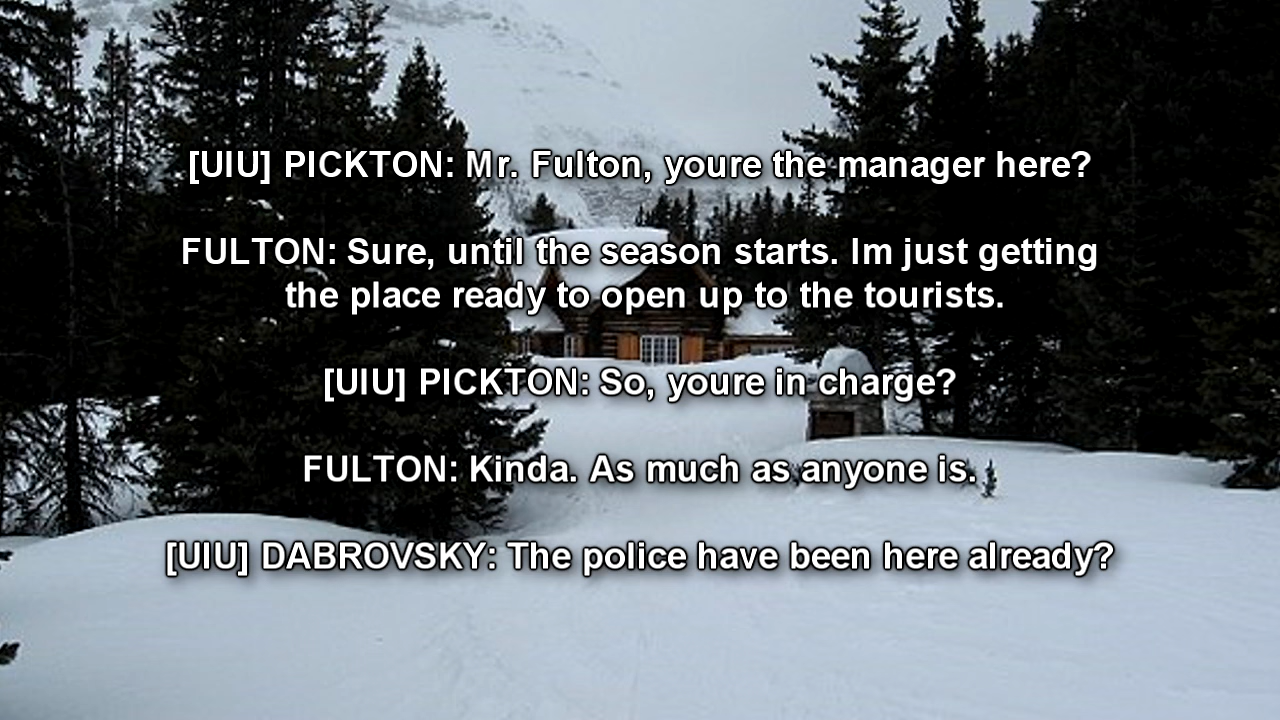 [UIU] PICKTON: Mr. Fulton, youre the manager here?
FULTON: Sure, until the season starts. Im just getting
the place ready to open up to the tourists.
[UIU] PICKTON: So, youre in charge?
FULTON: Kinda. As much as anyone is.
[UIU] DABROVSKY: The police have been here already?